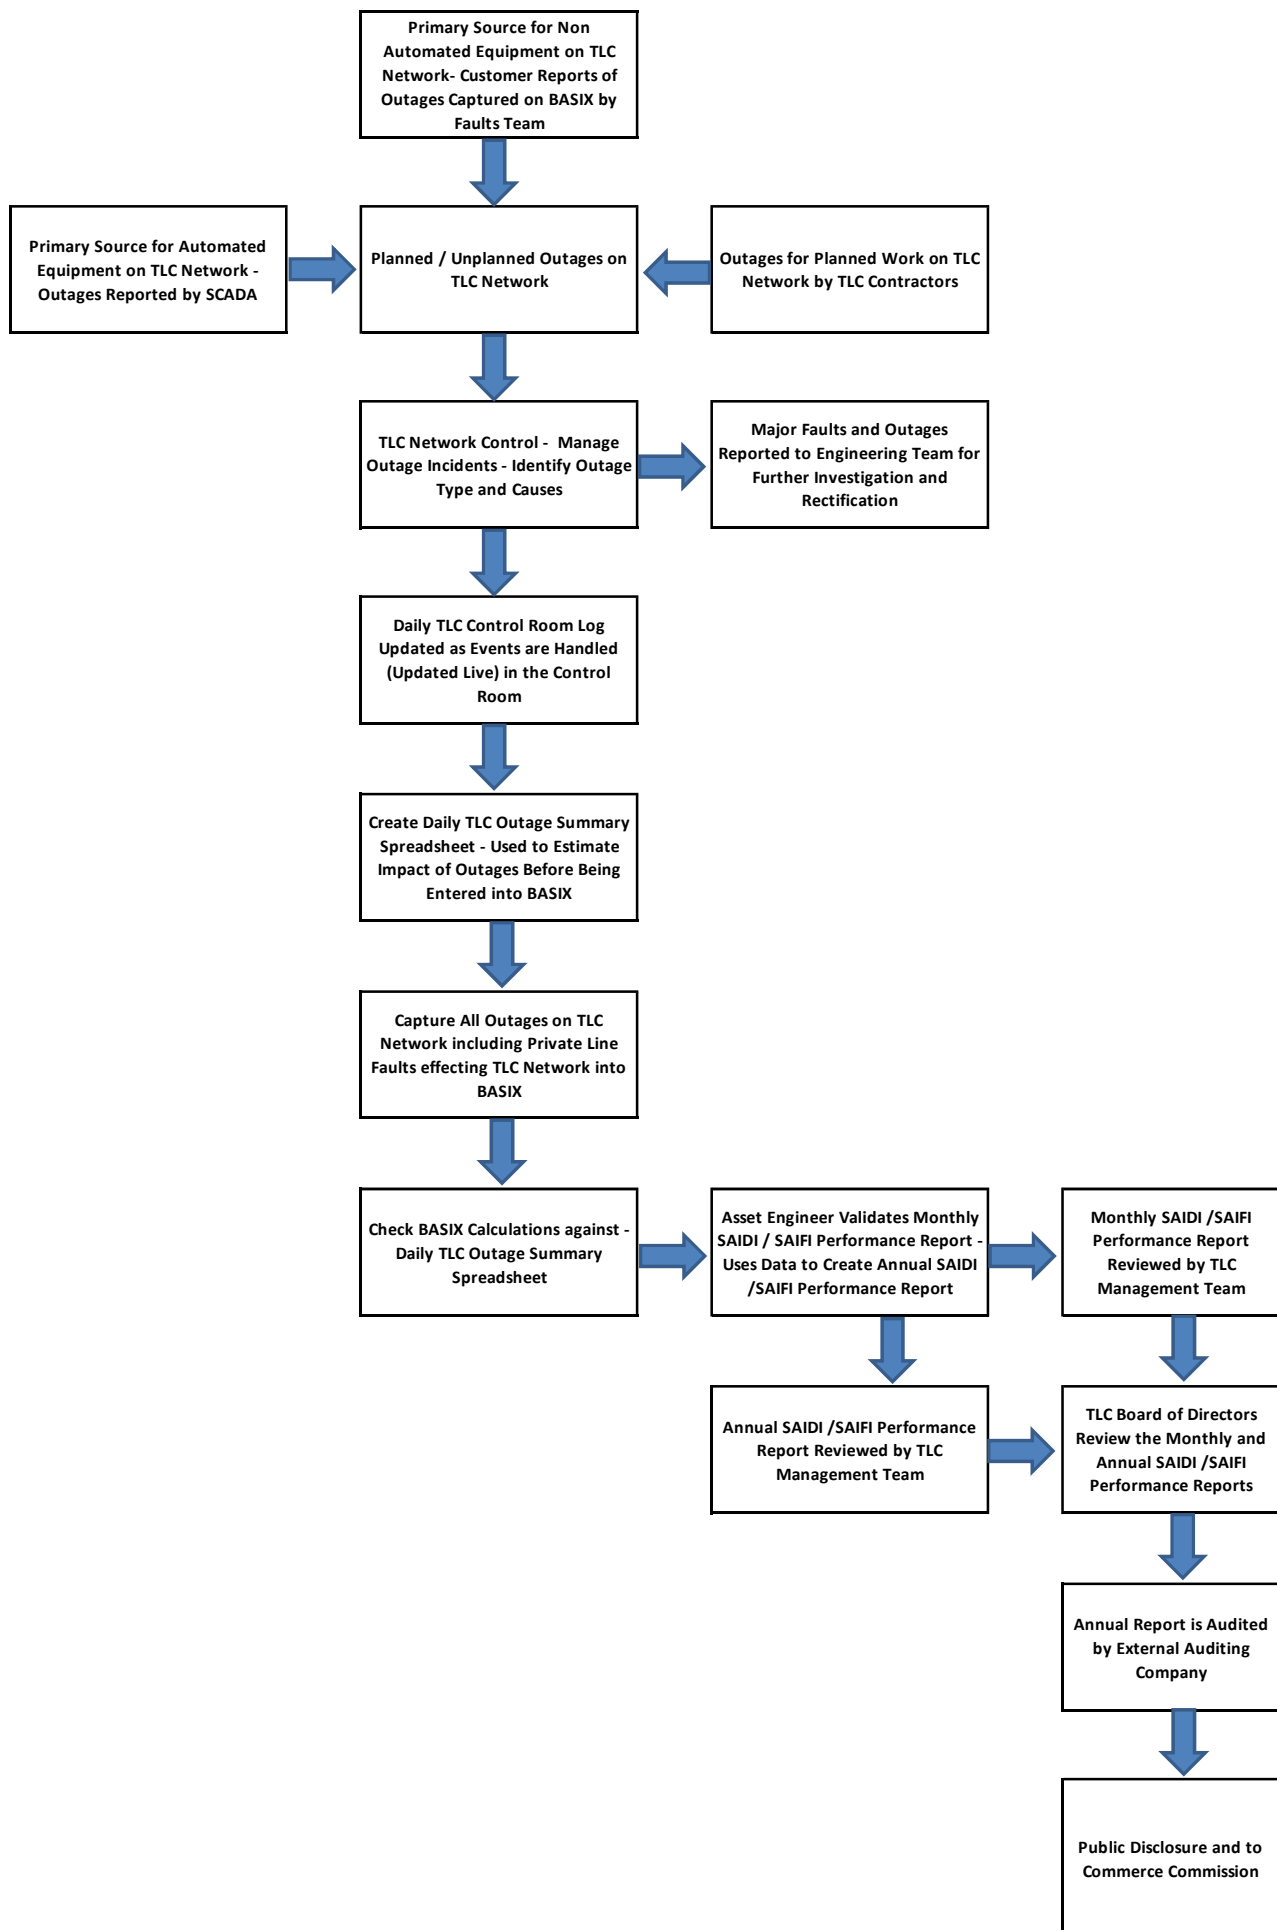 Primary Source for Non
Automated Equipment on TLC
Network- Customer Reports of
Outages Captured on BASIX by
Faults Team
Primary Source for Automated
Equipment on TLC Network -
Outages Reported by SCADA
Planned / Unplanned Outages on
TLC Network
Outages for Planned Work on TLC
Network by TLC Contractors
TLC Network Control -  Manage
Outage Incidents - Identify Outage
Type and Causes
Major Faults and Outages
Reported to Engineering Team for
Further Investigation and
Rectification
Daily TLC Control Room Log
Updated as Events are Handled
(Updated Live) in the Control
Room
Create Daily TLC Outage Summary
Spreadsheet - Used to Estimate
Impact of Outages Before Being
Entered into BASIX
Capture All Outages on TLC
Network including Private Line
Faults effecting TLC Network into
BASIX
Check BASIX Calculations against -
Daily TLC Outage Summary
Spreadsheet
Asset Engineer Validates Monthly
SAIDI / SAIFI Performance Report -
Uses Data to Create Annual SAIDI
/SAIFI Performance Report
Monthly SAIDI /SAIFI
Performance Report
Reviewed by TLC
Management Team
Annual SAIDI /SAIFI Performance
Report Reviewed by TLC
Management Team
TLC Board of Directors
Review the Monthly and
Annual SAIDI /SAIFI
Performance Reports
Annual Report is Audited
by External Auditing
Company
Public Disclosure and to
Commerce Commission